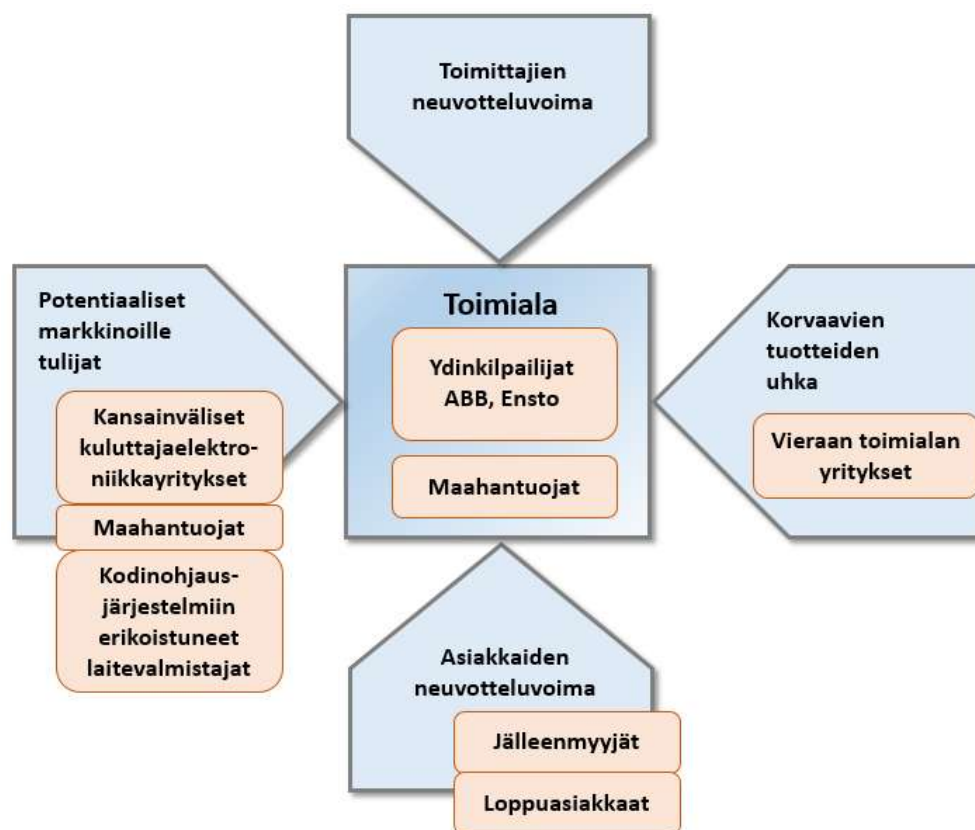 Toimittajien
neuvotteluvoima
Potentiaaliset
markkinoille
tulijat
Kansainväliset
kuluttajaelektro-
niikkayritykset
Maahantuojat
Kodinohjaus-
järjestelmiin
erikoistuneet
laitevalmistajat
Toimiala
Ydinkilpailijat
ABB, Ensto
Maahantuojat
Korvaavien
tuotteiden
uhka
Vieraan toimialan
yritykset
Asiakkaiden
neuvotteluvoima
Jälleenmyyjät
Loppuasiakkaat